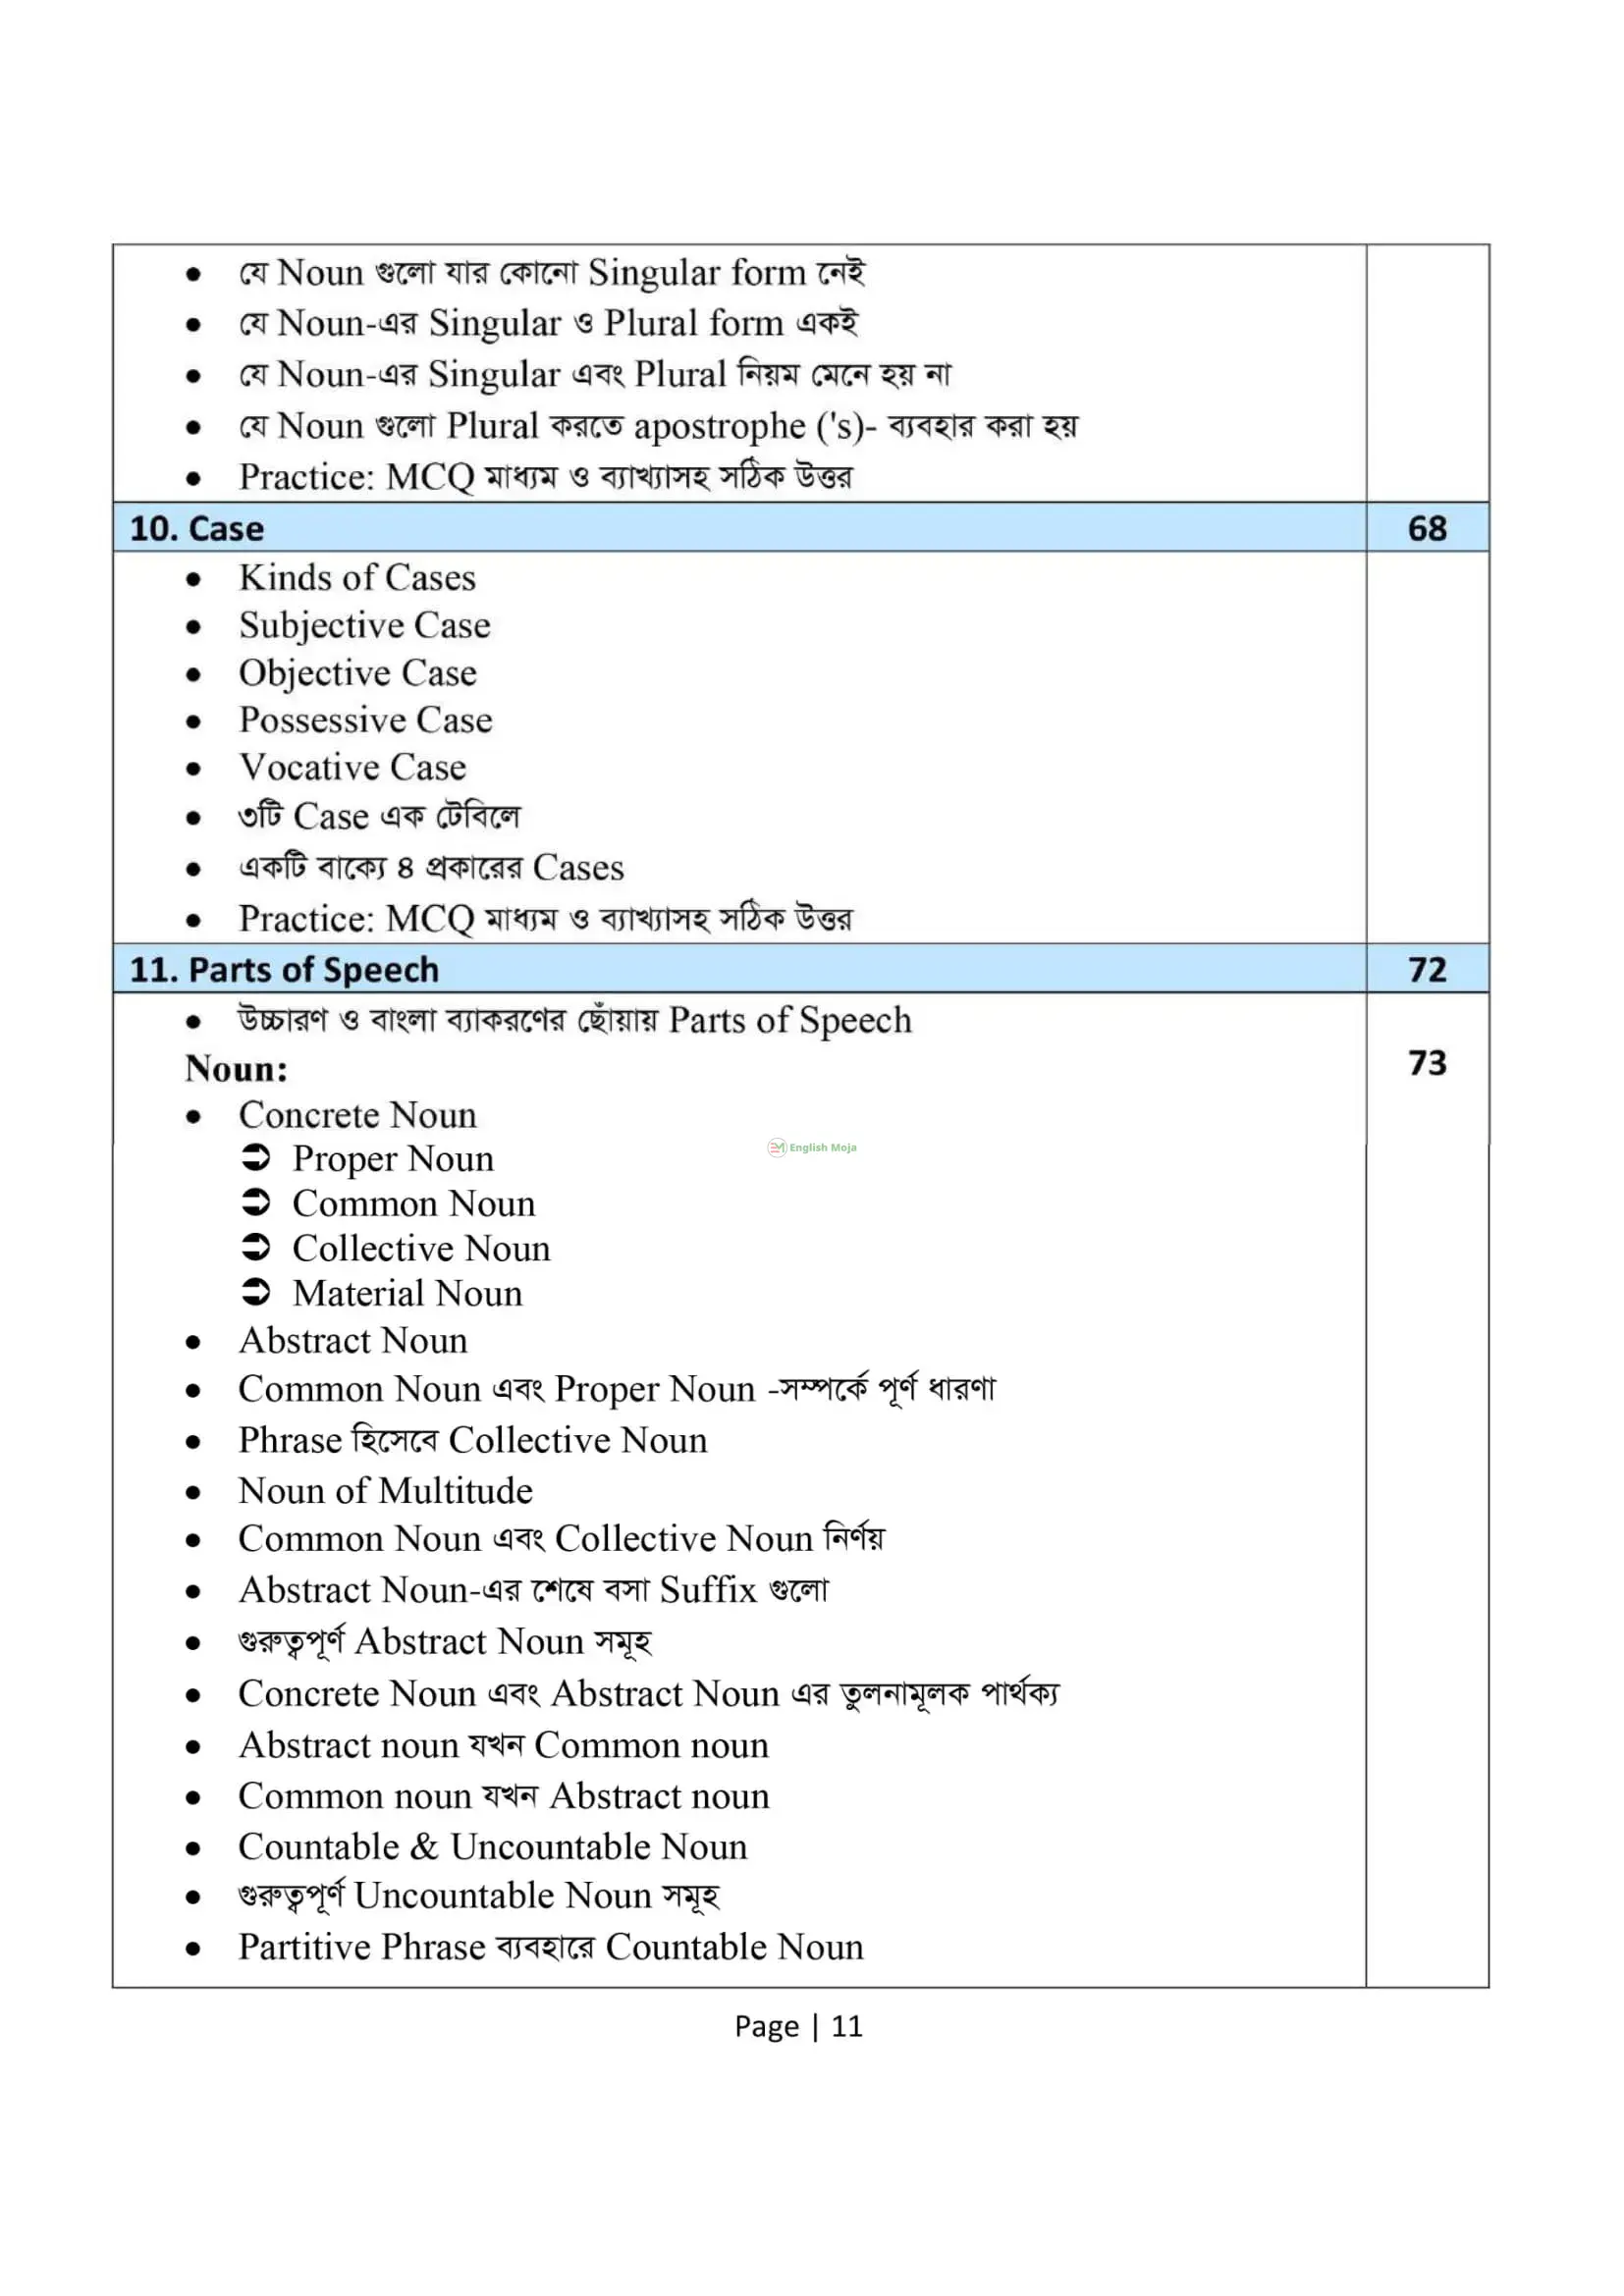 • যে Noun গুলো যার কোনো Singular form নেই
• যে Noun-এর Singular ও Plural form একই
• যে Noun-এর Singular এবং Plural নিয়ম মেনে হয় না
• যে Noun গুলো Plural করতে apostrophe ('s)- ব্যবহার করা হয়
• Practice: MCQ মাধ্যম ও ব্যাখ্যাসহ সঠিক উত্তর
10. Case 68
• Kinds of Cases
• Subjective Case
• Objective Case
• Possessive Case
• Vocative Case
• ৩টি Case এক টেবিলে
• একটি বাক্যে ৪ প্রকারের Cases
• Practice: MCQ মাধ্যম ও ব্যাখ্যাসহ সঠিক উত্তর
11. Parts of Speech 72
• উচ্চারণ ও বাংলা ব্যাকরণের ছোঁয়ায় Parts of Speech
Noun: 73
• Concrete Noun
➲ Proper Noun
English Moja
➲ Common Noun
➲ Collective Noun
➲ Material Noun
• Abstract Noun
• Common Noun এবং Proper Noun -সম্পর্কে পূর্ণ ধারণা
• Phrase হিসেবে Collective Noun
• Noun of Multitude
• Common Noun এবং Collective Noun নির্ণয়
• Abstract Noun-এর শেষে বসা Suffix গুলো
• গুরুত্বপূর্ণ Abstract Noun সমূহ
• Concrete Noun এবং Abstract Noun এর তুলনামূলক পার্থক্য
• Abstract noun যখন Common noun
• Common noun যখন Abstract noun
• Countable & Uncountable Noun
• গুরুত্বপূর্ণ Uncountable Noun সমূহ
• Partitive Phrase ব্যবহারে Countable Noun
Page | 11